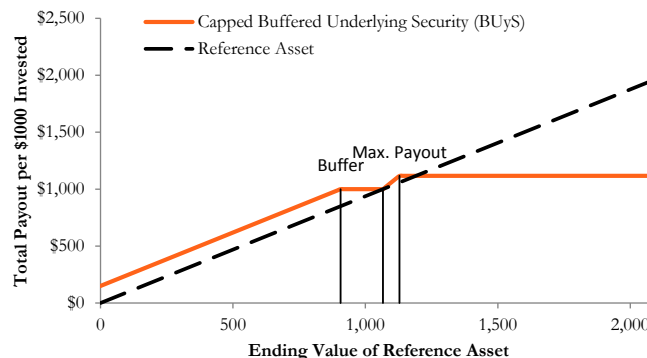 $2,500
Capped Buffered Underlying Security (BUyS)
Reference Asset
$2,000
$1,500
Max. Payout
Buffer
$1,000
$500
$0
0
500
1,000
1,500
2,000
Total Payout per $1000 Invested
Ending Value of Reference Asset